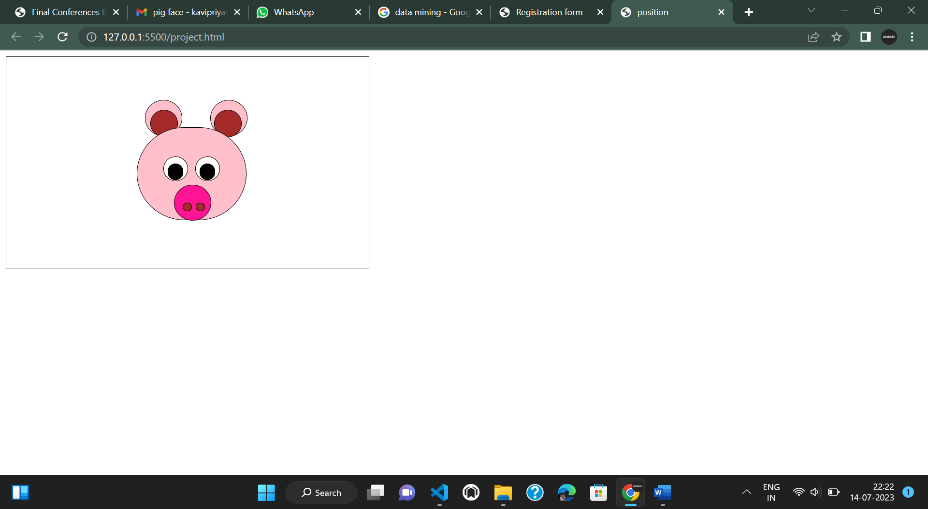 Final Conferences
pig face - kavipriya
WhatsApp
data mining - Goog
Registration form
position
127.0.0.1:5500/project.html
Search
ENG
IN
22:22
14-07-2023
1